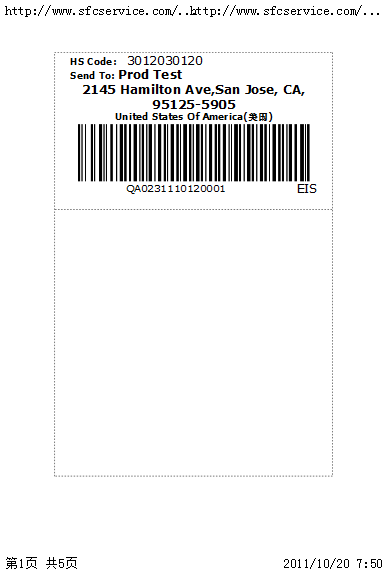 http://www.sfcservice.com/...http://www.sfcservice.com/...
HS Code: 3012030120
Send To: Prod Test
2145 Hamilton Ave,San Jose, CA,
95125-5905
United States Of America(美国)
QA0231110120001 EIS
第1页 共5页 2011/10/20 7:50